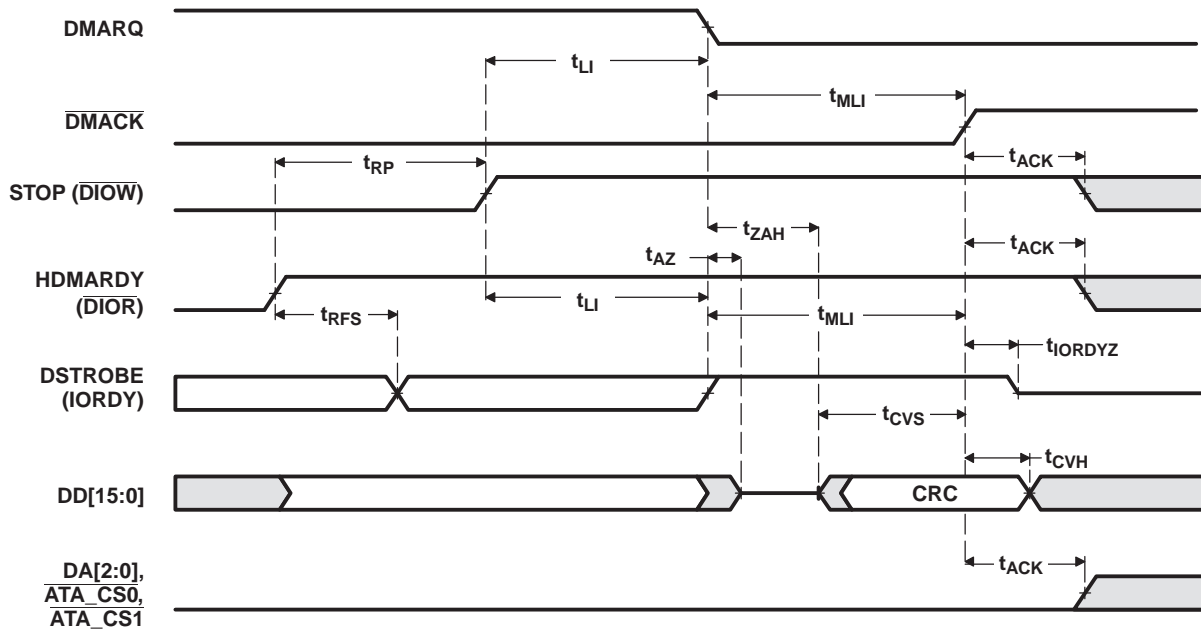 DMARQ
tLI
tMLI
DMACK
tRP
tACK
STOP (DIOW)
tZAH
tACK
tAZ
HDMARDY
(DIOR)
tLI
tMLI
tRFS
tIORDYZ
DSTROBE
(IORDY)
tCVS
tCVH
DD[15:0]
CRC
tACK
DA[2:0],
ATA_CS0,
ATA_CS1